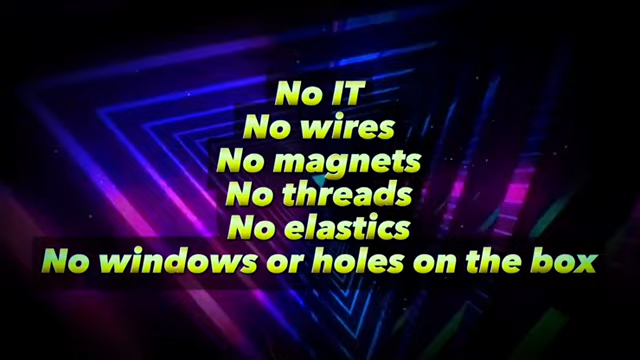 No IT
No wires
No magnets
No threads
No elastics
No windows or holes on the box